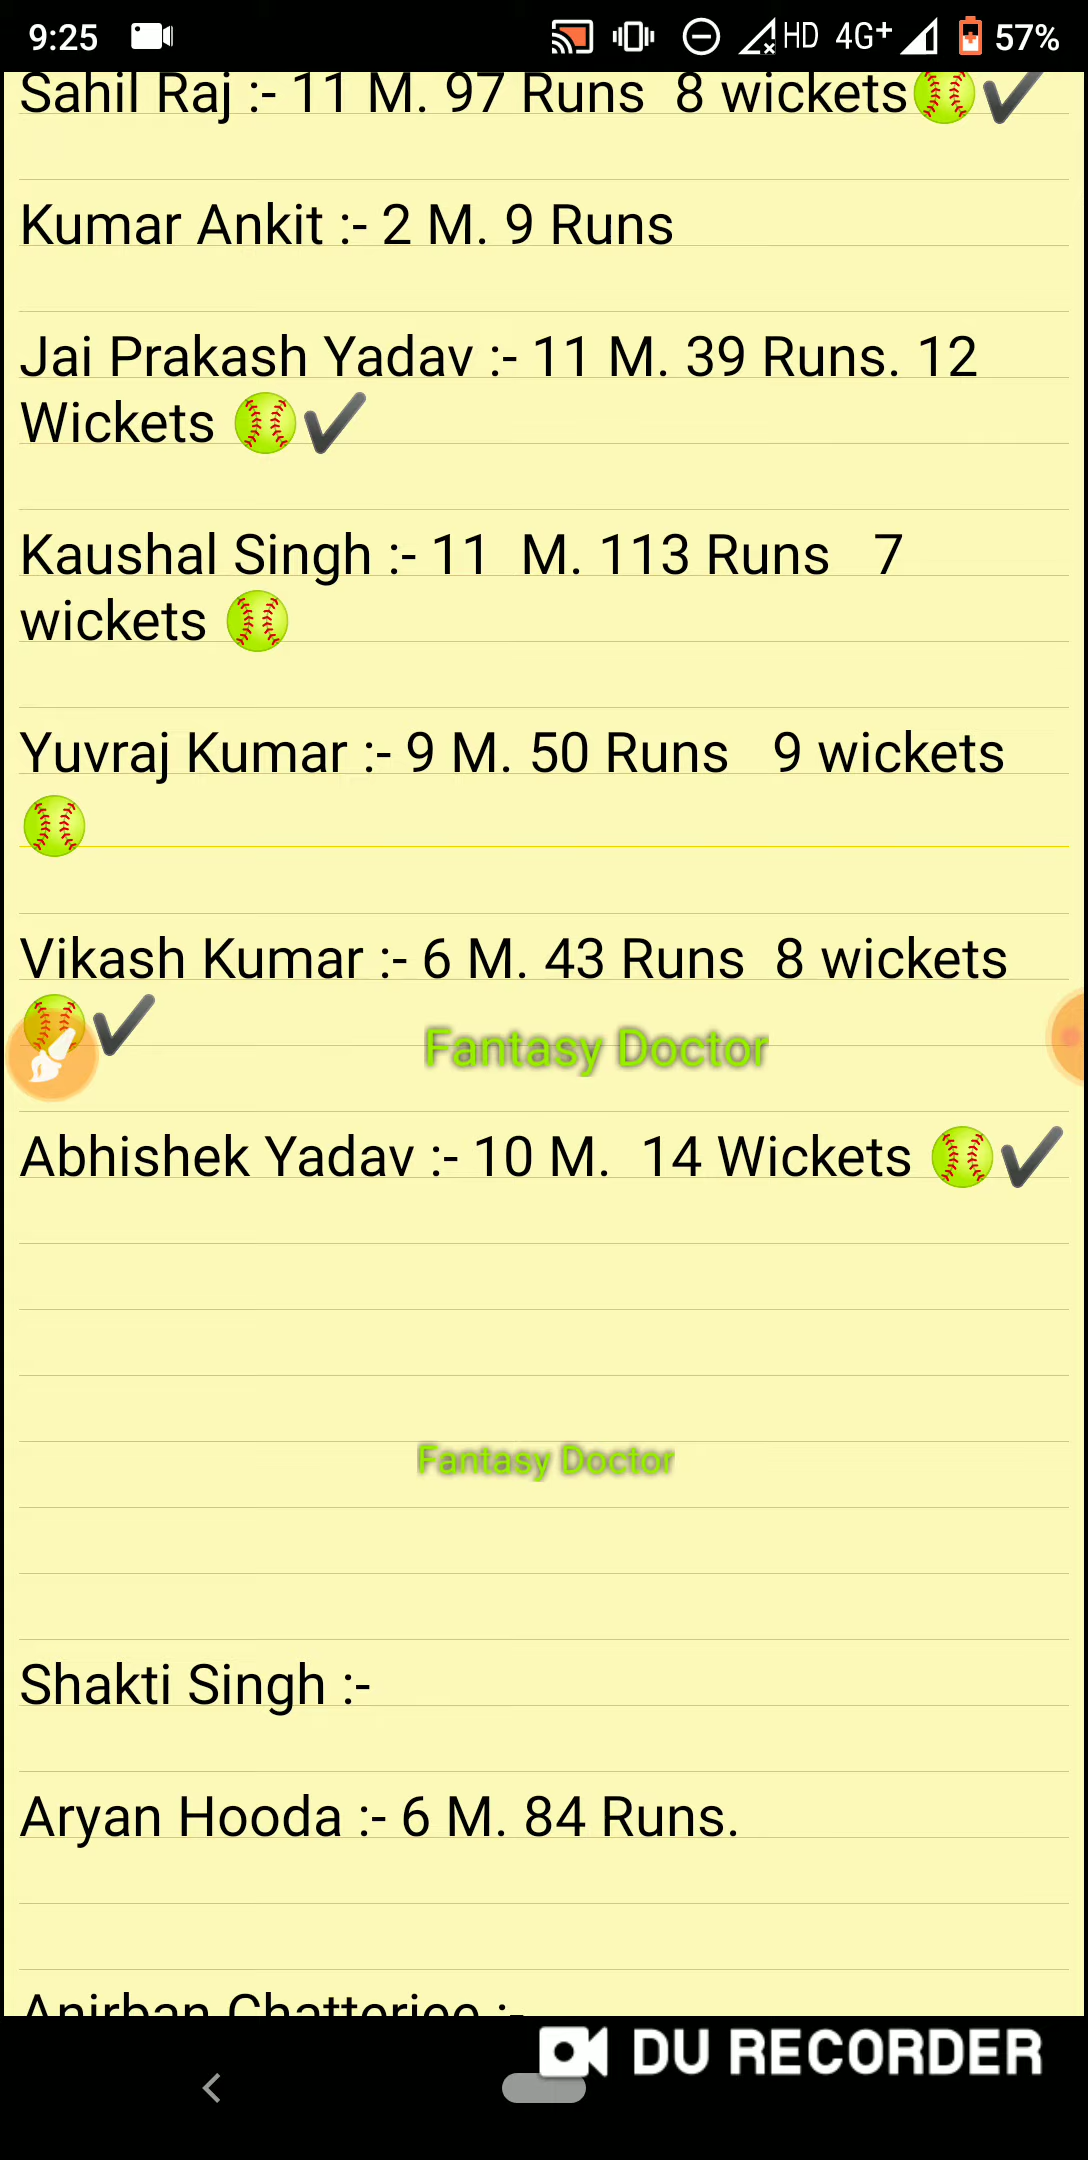 9:25 HD 4G+ 57%
Sahil Raj :- 11 M. 97 Runs 8 wickets🥎✔
Kumar Ankit :- 2 M. 9 Runs
Jai Prakash Yadav :- 11 M. 39 Runs. 12
Wickets 🥎✔
Kaushal Singh :- 11 M. 113 Runs 7
wickets 🥎
Yuvraj Kumar :- 9 M. 50 Runs 9 wickets
🥎
Vikash Kumar :- 6 M. 43 Runs 8 wickets
🥎✔
Fantasy Doctor
Abhishek Yadav :- 10 M. 14 Wickets 🥎✔
Fantasy Doctor
Shakti Singh :-
Aryan Hooda :- 6 M. 84 Runs.
Anirban Chatterjee :-
DU RECORDER